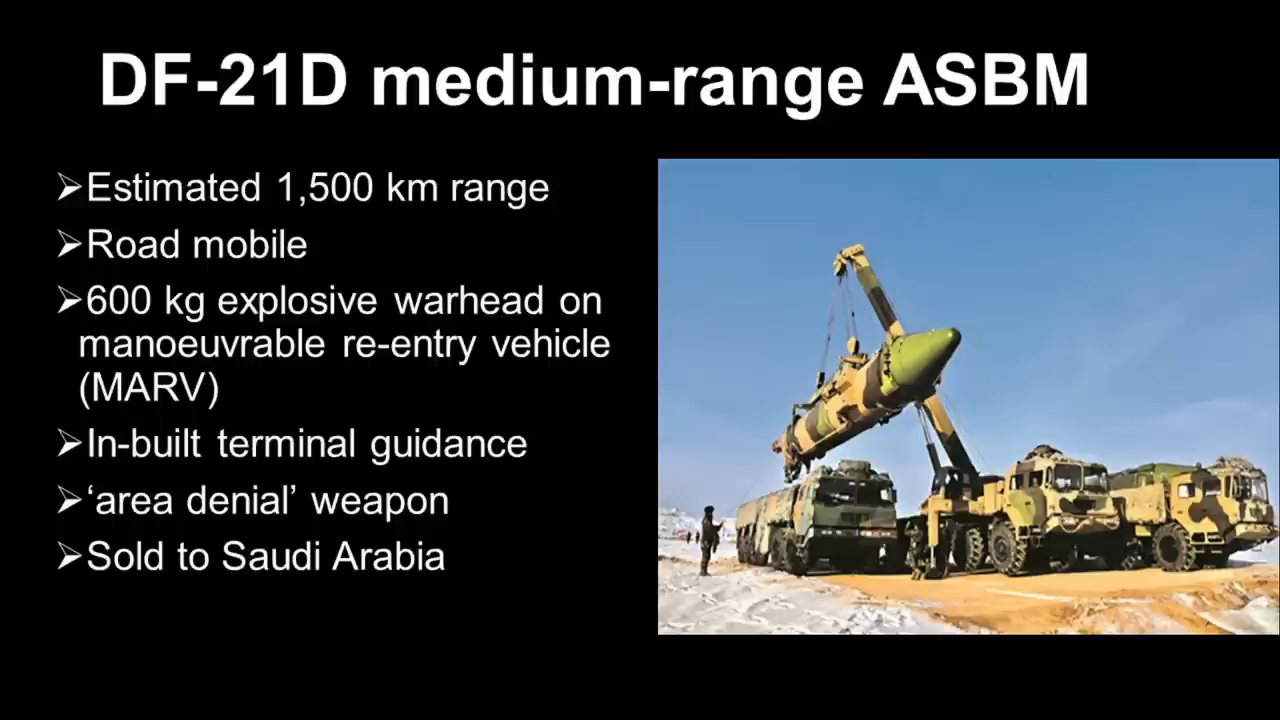 DF-21D medium-range ASBM
➢Estimated 1,500 km range
➢Road mobile
➢600 kg explosive warhead on
manoeuvrable re-entry vehicle
(MARV)
➢In-built terminal guidance
➢‘area denial’ weapon
➢Sold to Saudi Arabia